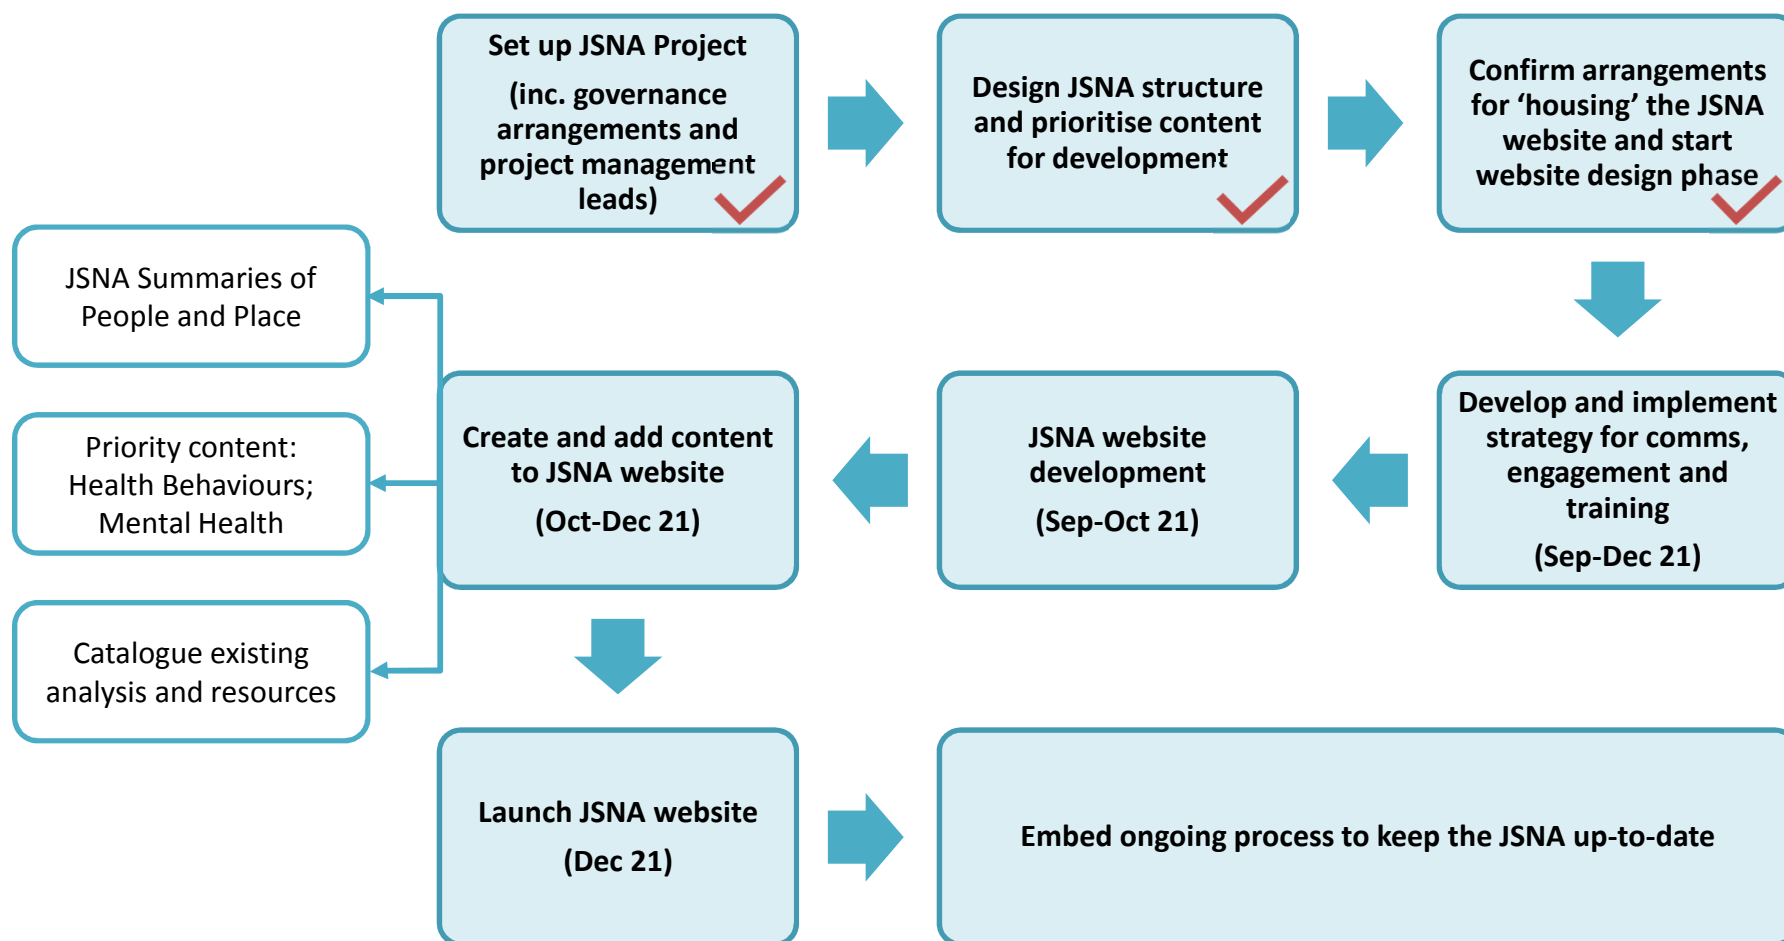 Set up JSNA Project
(inc. governance
arrangements and
project management
leads)
Design JSNA structure
and prioritise content
for development
Confirm arrangements
for ‘housing’ the JSNA
website and start
website design phase
JSNA Summaries of
People and Place
Priority content:
Health Behaviours;
Mental Health
Catalogue existing
analysis and resources
Create and add content
to JSNA website
(Oct-Dec 21)
JSNA website
development
(Sep-Oct 21)
Develop and implement
strategy for comms,
engagement and
training
(Sep-Dec 21)
Launch JSNA website
(Dec 21)
Embed ongoing process to keep the JSNA up-to-date